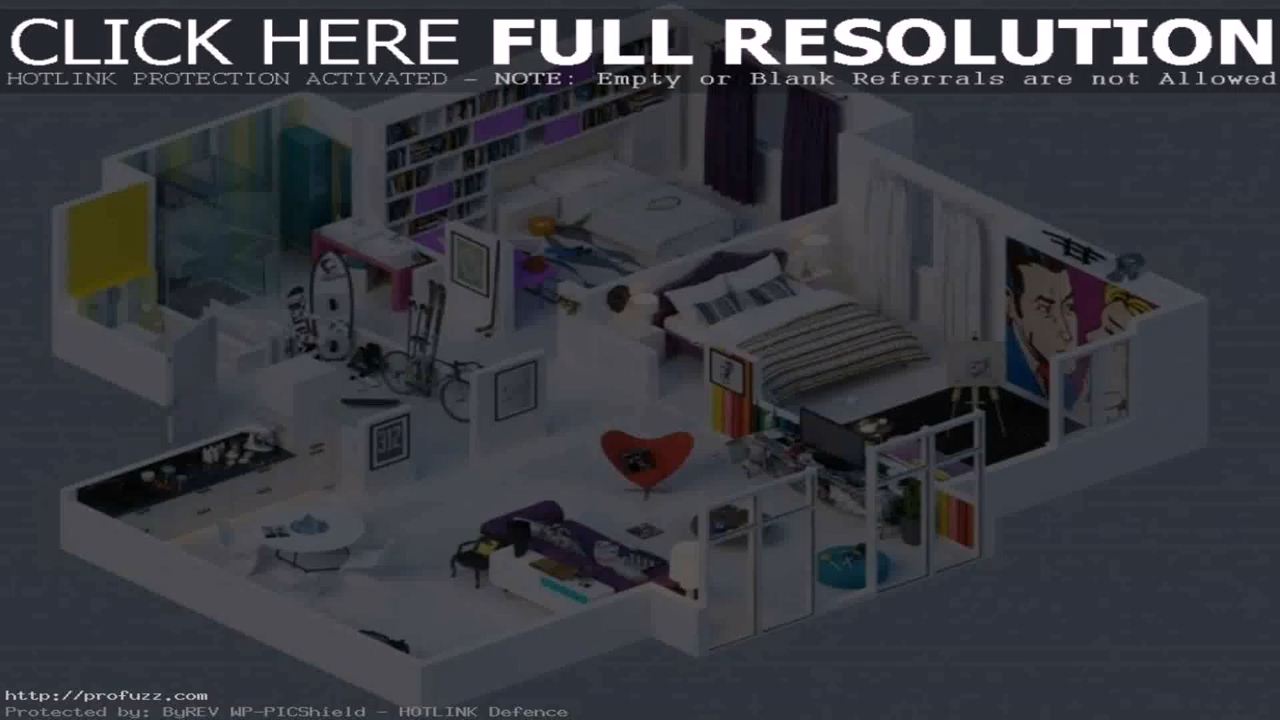 CLICK HERE FULL RESOLUTION
HOTLINK PROTECTION ACTIVATED - NOTE: Empty or Blank Referrals are not Allowed
http://profuzz.com
Protected by: ByREV WP-PICShield - HOTLINK Defence